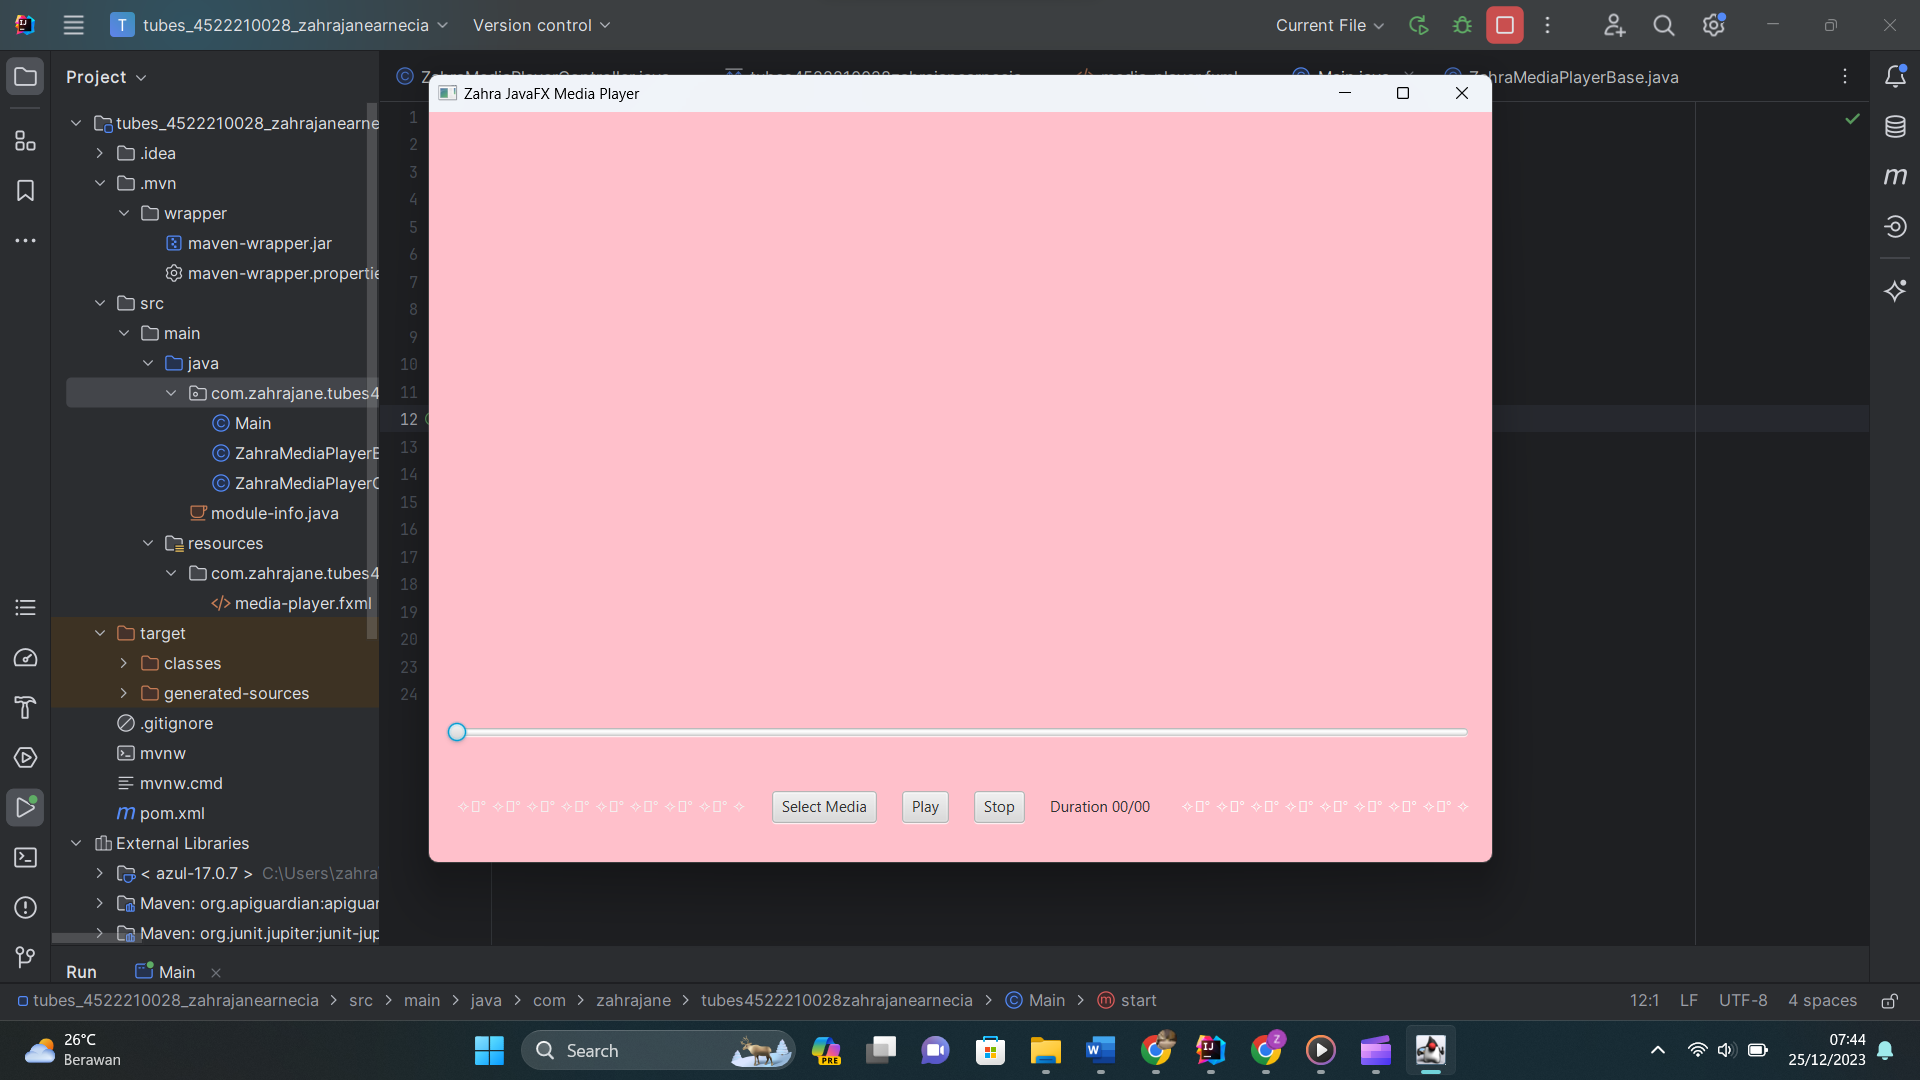 T tubes_4522210028_zahrajanearnecia Version control Current File
Project
ZahraMediaPlayerBase.java
Zahra JavaFX Media Player
tubes_4522210028_zahrajanearne
.idea
.mvn
wrapper
maven-wrapper.jar
maven-wrapper.propertie
src
main
java
com.zahrajane.tubes4
Main
ZahraMediaPlayerE
ZahraMediaPlayerC
module-info.java
resources
com.zahrajane.tubes4
media-player.fxml
target
classes
generated-sources
.gitignore
mvnw
mvnw.cmd
pom.xml
External Libraries
< azul-17.0.7 > C:\Users\zahra
Maven: org.apiguardian:apiguar
Maven: org.junit.jupiter:junit-jup
1
2
3
4
5
6
7
8
9
10
11
12
13
14
15
16
17
18
19
20
23
24
Select Media Play Stop Duration 00/00
Run Main
tubes_4522210028_zahrajanearnecia > src > main > java > com > zahrajane > tubes4522210028zahrajanearnecia > Main > start 12:1 LF UTF-8 4 spaces
26°C
Berawan
Search
PRE
07:44
25/12/2023